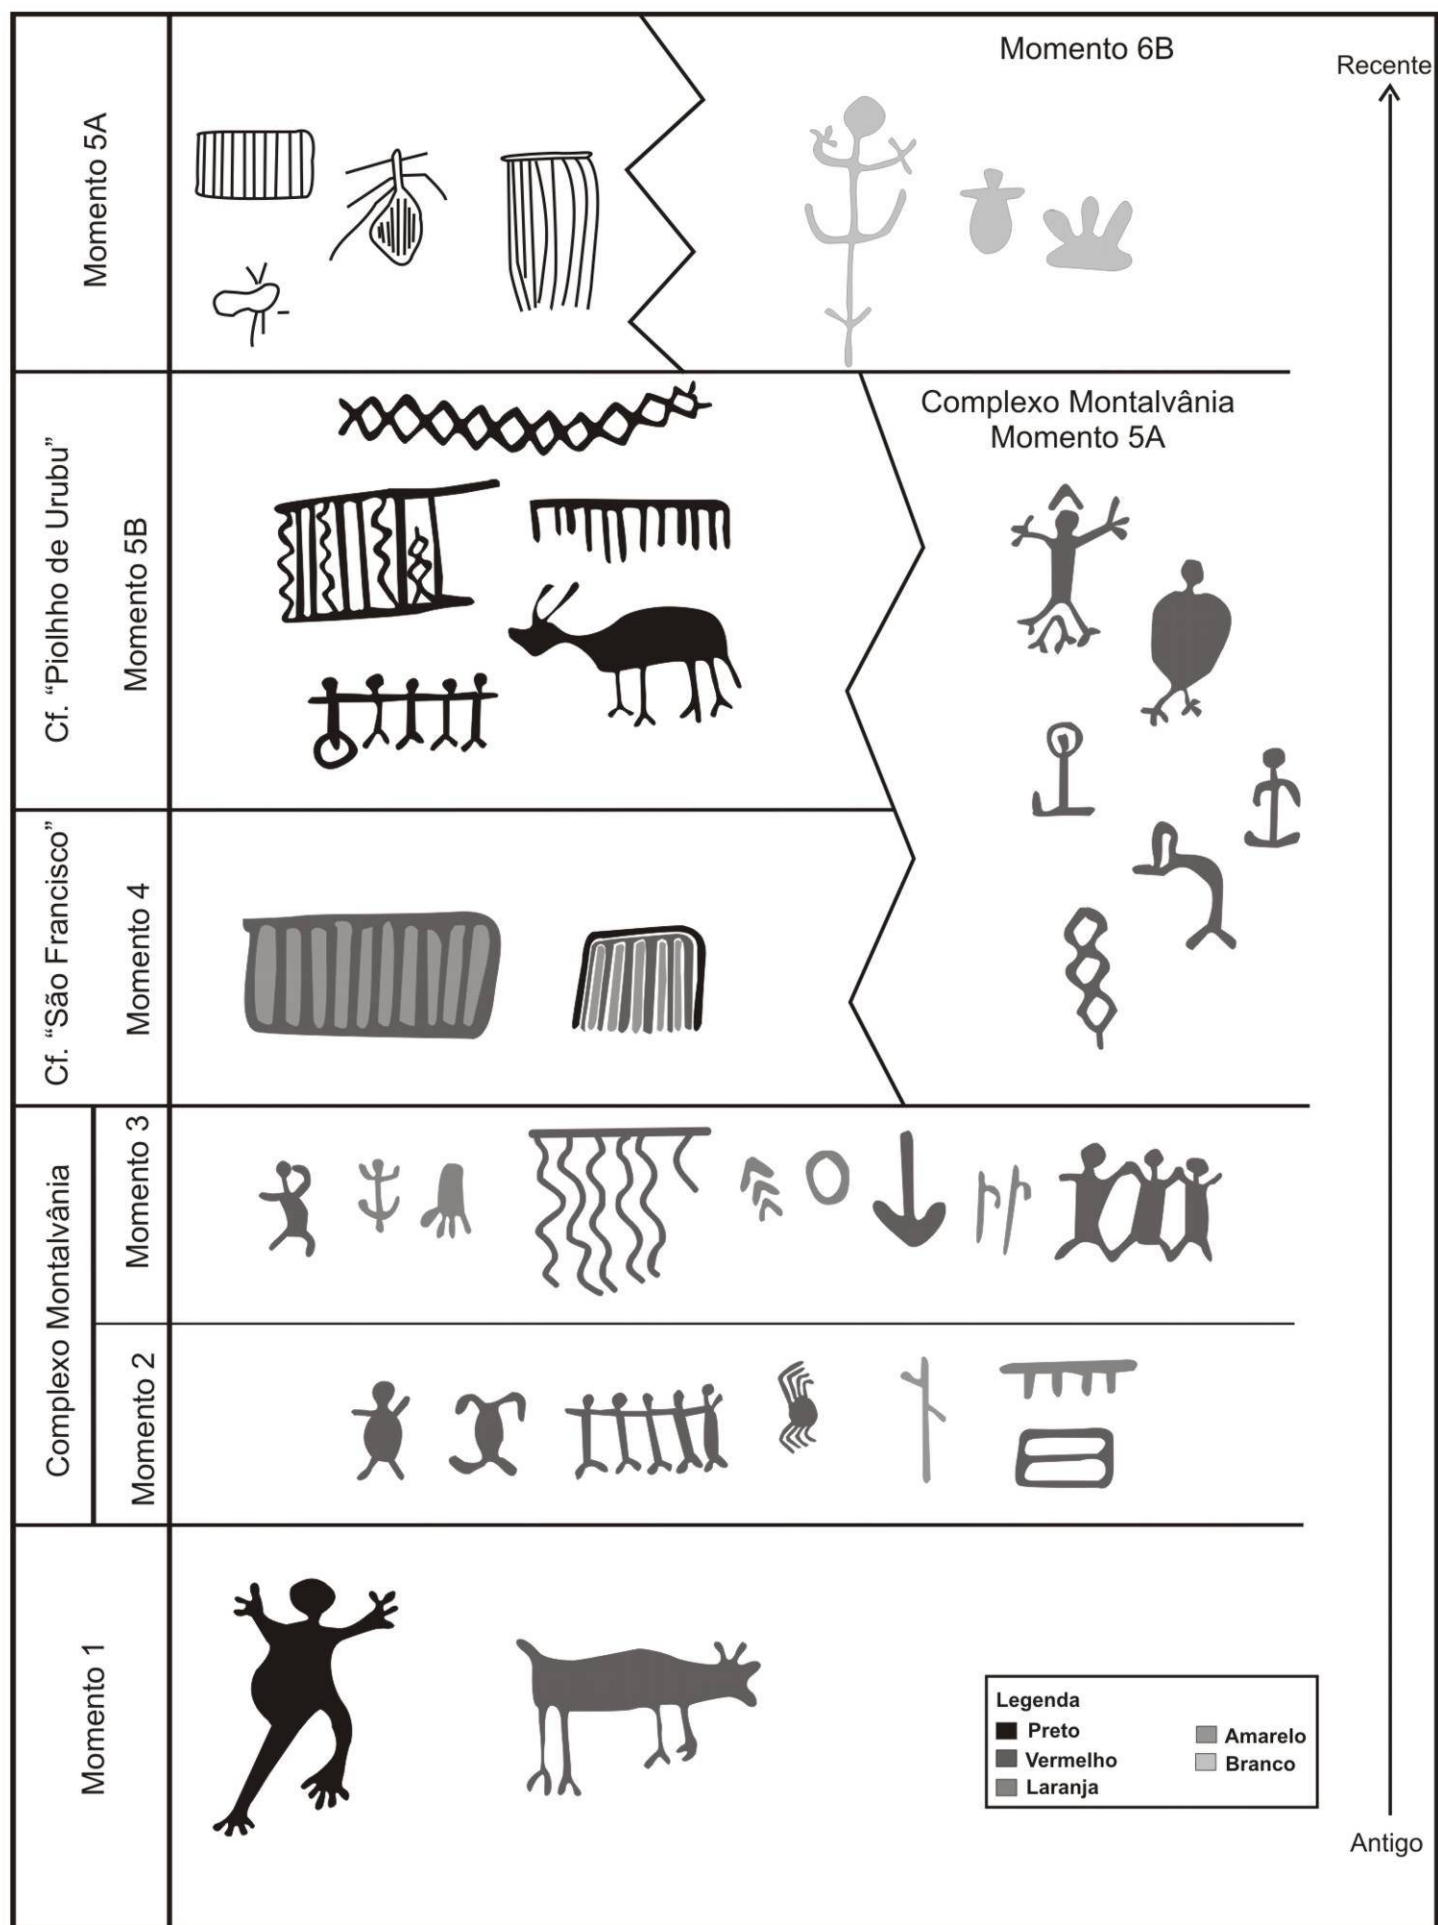 Momento 6B
Recente
Momento 5A
Cf. “Piolhho de Urubu”
Momento 5B
Complexo Montalvânia
Momento 5A
Cf. “São Francisco”
Momento 4
Complexo Montalvânia
Momento 3
Momento 2
Momento 1
Legenda
Preto
Vermelho
Laranja
Amarelo
Branco
Antigo